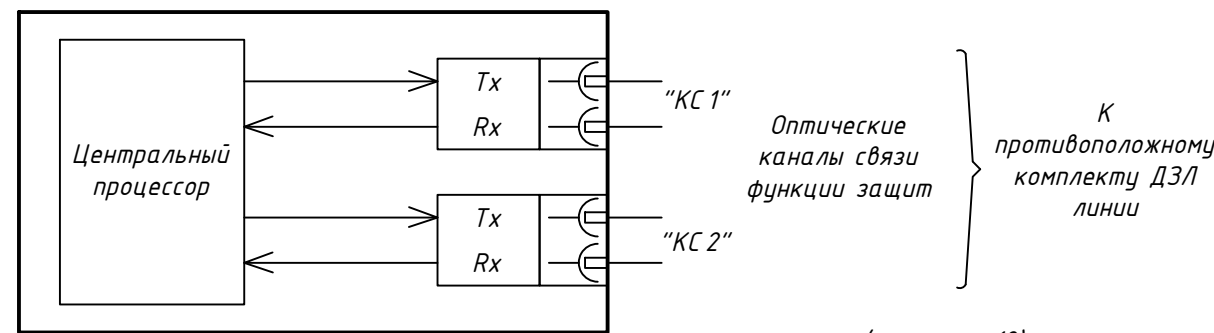 Центральный
процессор
Tx
Rx
"КС 1"
Tx
Rx
"КС 2"
Оптические
каналы связи
функции защит
К
противоположному
комплекту ДЗЛ
линии